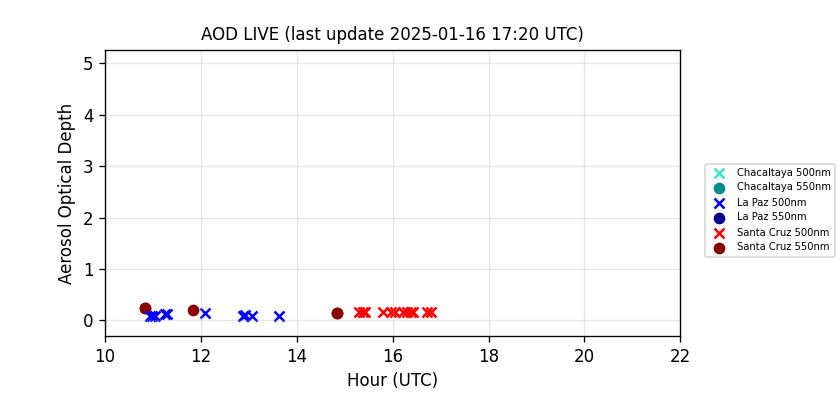 AOD LIVE (last update 2025-01-16 17:20 UTC)
Aerosol Optical Depth
5
4
3
2
1
0
10 12 14 16 18 20 22
Hour (UTC)
Chacaltaya 500nm
Chacaltaya 550nm
La Paz 500nm
La Paz 550nm
Santa Cruz 500nm
Santa Cruz 550nm